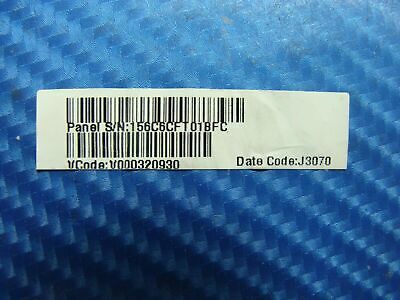 Panel S/N:156C6CFT01BFC
VCode:V000320930 Date Code:J3070